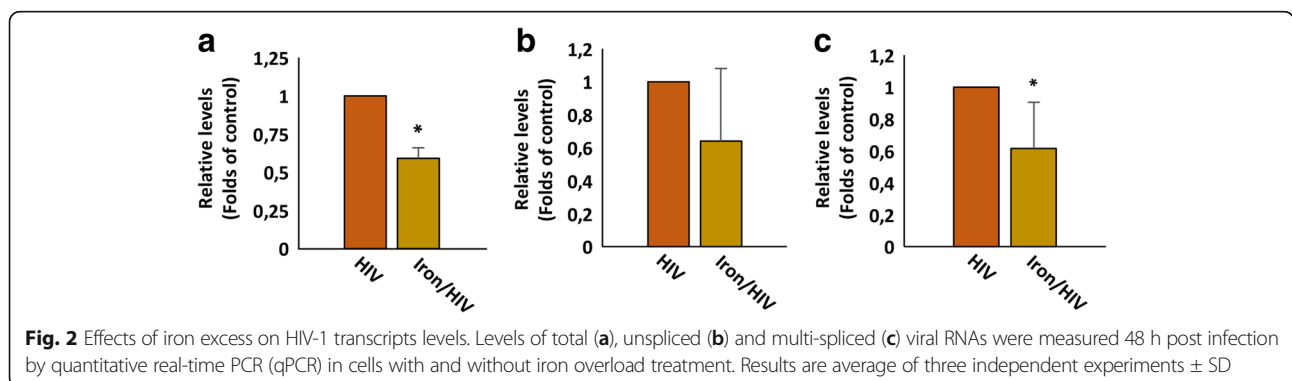 a
Relative levels
(Folds of control)
1,25
1
0,75
0,5
0,25
0
*
HIV
Iron/HIV
b
Relative levels
(Folds of control)
1,2
1
0,8
0,6
0,4
0,2
0
HIV
Iron/HIV
c
Relative levels
(Folds of control)
1,2
1
0,8
0,6
0,4
0,2
0
*
HIV
Iron/HIV
Fig. 2 Effects of iron excess on HIV-1 transcripts levels. Levels of total (a), unspliced (b) and multi-spliced (c) viral RNAs were measured 48 h post infection
by quantitative real-time PCR (qPCR) in cells with and without iron overload treatment. Results are average of three independent experiments ± SD